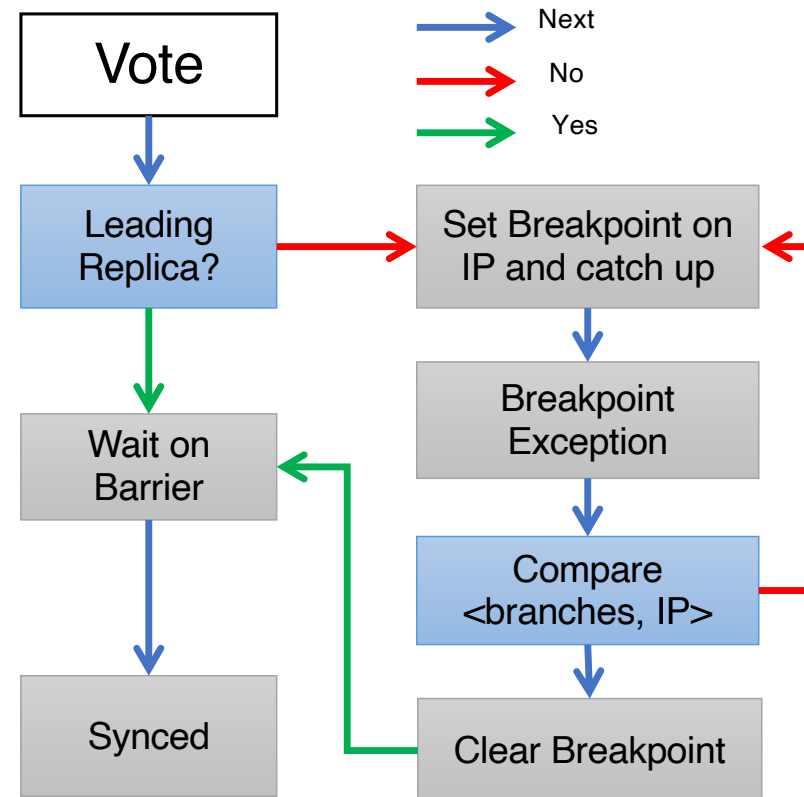 Vote
Next
No
Yes
Leading
Replica?
Set Breakpoint on
IP and catch up
Breakpoint
Exception
Wait on
Barrier
Compare
<branches, IP>
Synced
Clear Breakpoint